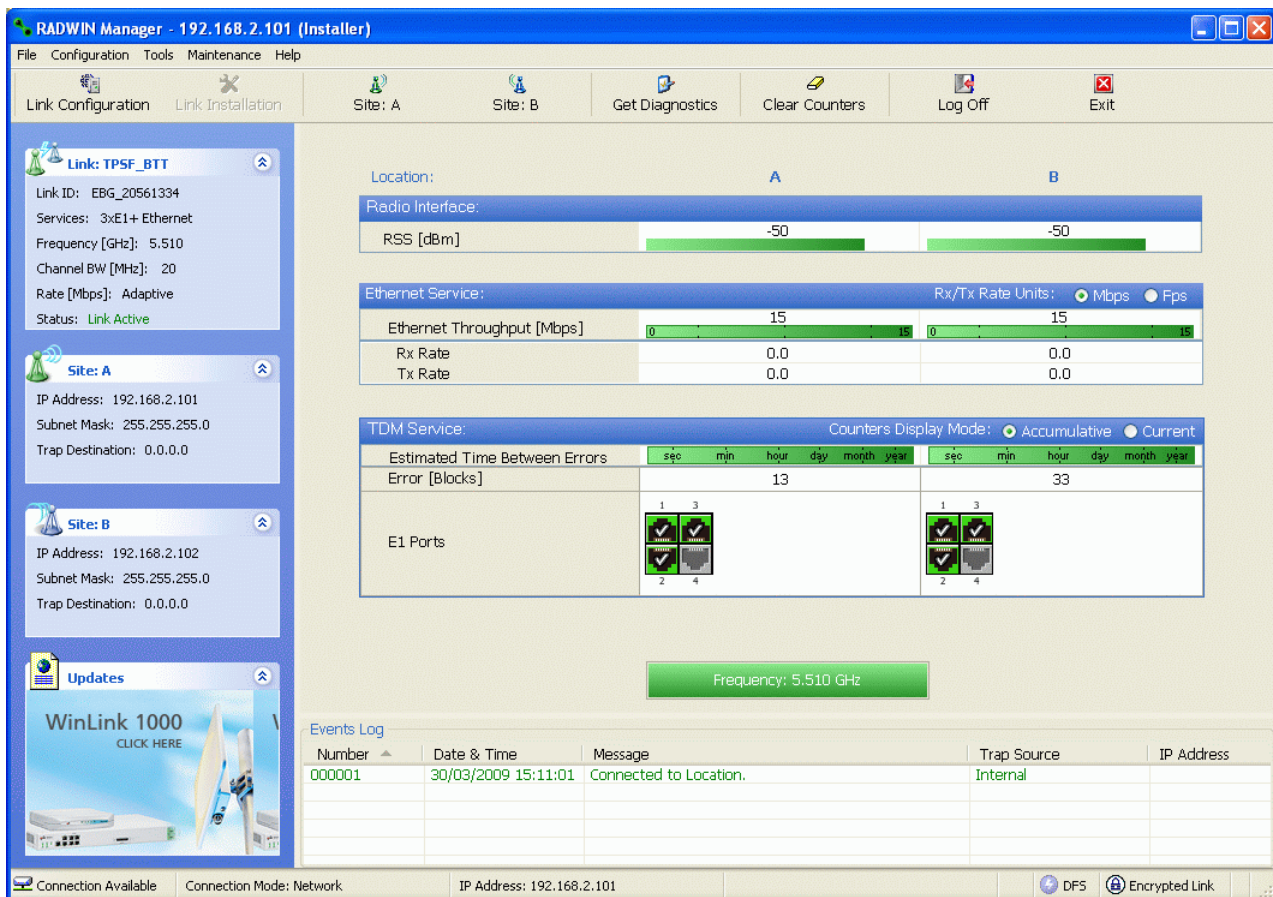 RADWIN Manager - 192.168.2.101 (Installer)
File Configuration Tools Maintenance Help
Link Configuration Link Installation Site: A Site: B Get Diagnostics Clear Counters Log Off Exit
Link: TPSF_BTT
Link ID: EBG_20561334
Services: 3xE1+ Ethernet
Frequency [GHz]: 5.510
Channel BW [MHz]: 20
Rate [Mbps]: Adaptive
Status: Link Active
Site: A
IP Address: 192.168.2.101
Subnet Mask: 255.255.255.0
Trap Destination: 0.0.0.0
Site: B
IP Address: 192.168.2.102
Subnet Mask: 255.255.255.0
Trap Destination: 0.0.0.0
Updates
WinLink 1000
CLICK HERE
Location: A B
Radio Interface:
RSS [dBm] -50 -50
Ethernet Service: Rx/Tx Rate Units: Mbps Fps
Ethernet Throughput [Mbps] 15 15
0 15 0 15
Rx Rate 0.0 0.0
Tx Rate 0.0 0.0
TDM Service: Counters Display Mode: Accumulative Current
Estimated Time Between Errors sec min hour day month year sec min hour day month year
Error [Blocks] 13 33
1 3 1 3
E1 Ports
2 4 2 4
Frequency: 5.510 GHz
Events Log
Number Date & Time Message Trap Source IP Address
000001 30/03/2009 15:11:01 Connected to Location. Internal
Connection Available Connection Mode: Network IP Address: 192.168.2.101 DFS Encrypted Link